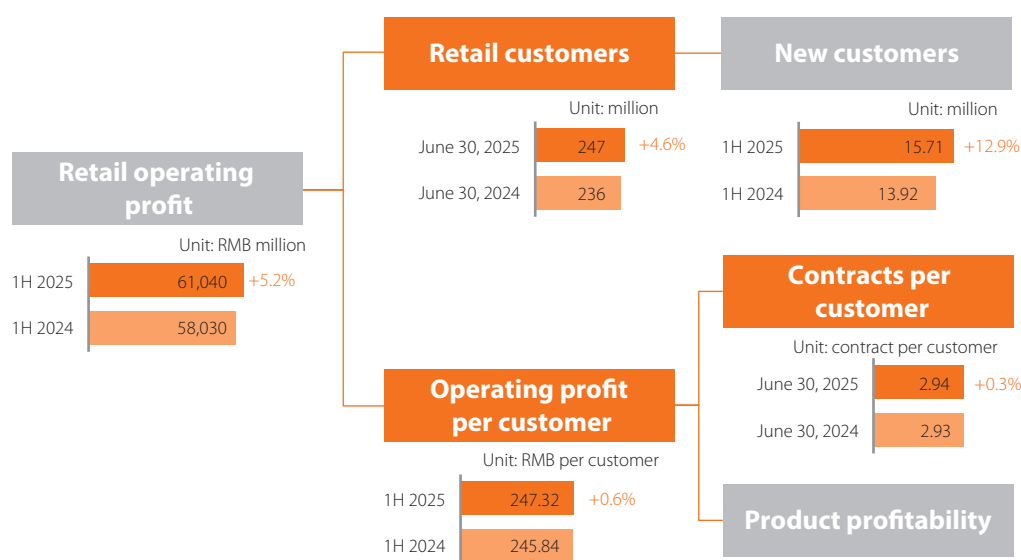 Retail operating
profit
Unit: RMB million
1H 2025 61,040 +5.2%
1H 2024 58,030
Retail customers
Unit: million
June 30, 2025 247 +4.6%
June 30, 2024 236
New customers
Unit: million
1H 2025 15.71 +12.9%
1H 2024 13.92
Operating profit
per customer
Unit: RMB per customer
1H 2025 247.32 +0.6%
1H 2024 245.84
Contracts per
customer
Unit: contract per customer
June 30, 2025 2.94 +0.3%
June 30, 2024 2.93
Product profitability